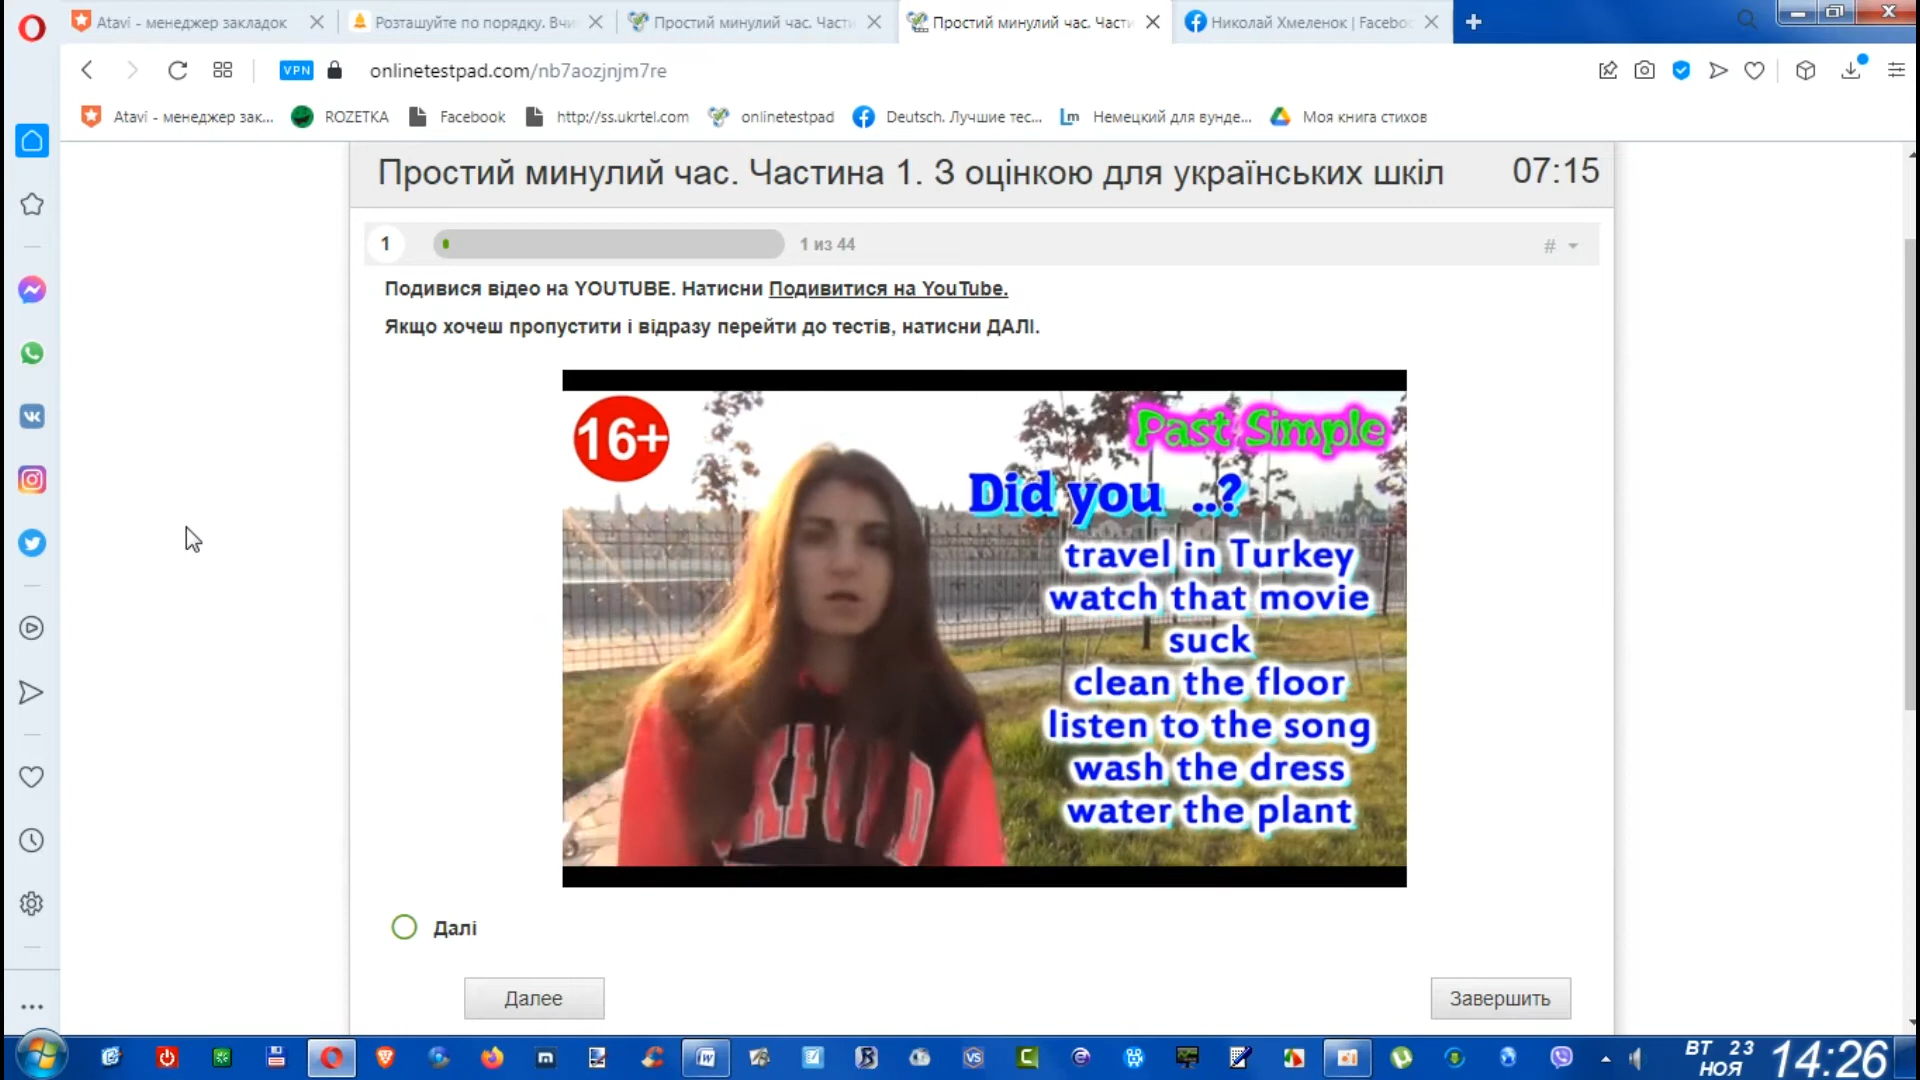 Atavi - менеджер закладок
Розташуйте по порядку. Вчи
Простий минулий час. Части
Простий минулий час. Части
Николай Хмеленок | Facebo
VPN
onlinetestpad.com/nb7aozjnjm7re
Atavi - менеджер зак...
ROZETKA
Facebook
http://ss.ukrtel.com
onlinetestpad
Deutsch. Лучшие тес...
Lm
Немецкий для вунде...
Моя книга стихов
Простий минулий час. Частина 1. З оцінкою для українських шкіл
07:15
1
1 из 44
#
Подивися відео на YOUTUBE. Натисни Подивитися на YouTube.
Якщо хочеш пропустити і відразу перейти до тестів, натисни ДАЛІ.
16+
Past Simple
Did you ..?
travel in Turkey
watch that movie
suck
clean the floor
listen to the song
wash the dress
water the plant
Далі
Далее
Завершить
ВТ 23
НОЯ
14:26